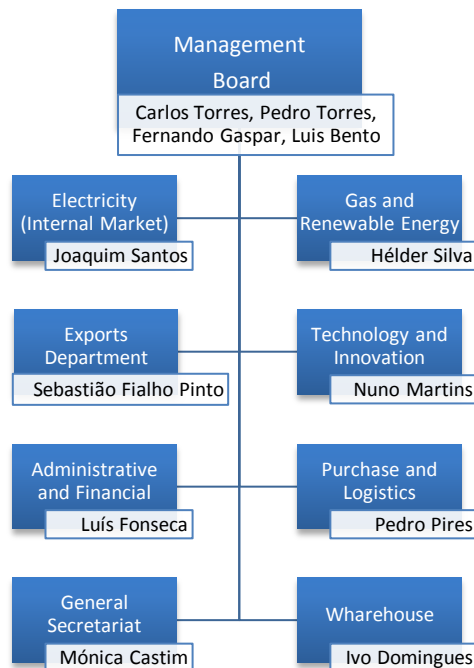 Management
Board
Carlos Torres, Pedro Torres,
Fernando Gaspar, Luis Bento
Electricity
(Internal Market)
Joaquim Santos
Gas and
Renewable Energy
Hélder Silva
Exports
Department
Sebastião Fialho Pinto
Technology and
Innovation
Nuno Martins
Administrative
and Financial
Luís Fonseca
Purchase and
Logistics
Pedro Pires
General
Secretariat
Mónica Castim
Wharehouse
Ivo Domingues